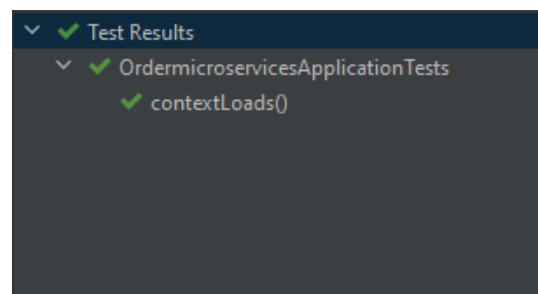 Test Results
OrdermicroservicesApplicationTests
contextLoads()